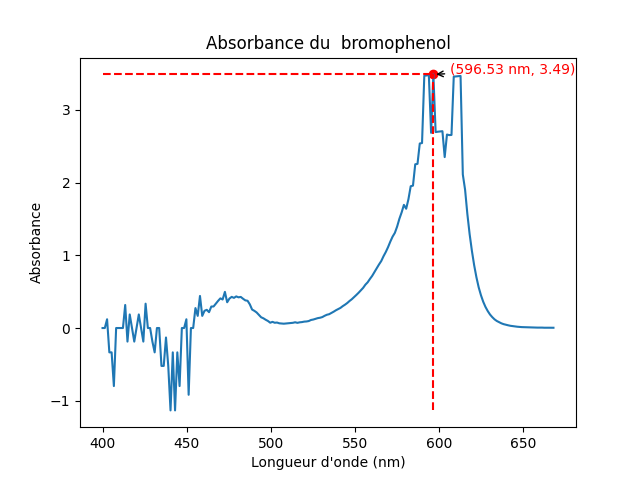 Absorbance du  bromophenol
(596.53 nm, 3.49)
Absorbance
3
2
1
0
−1
400 450 500 550 600 650
Longueur d'onde (nm)